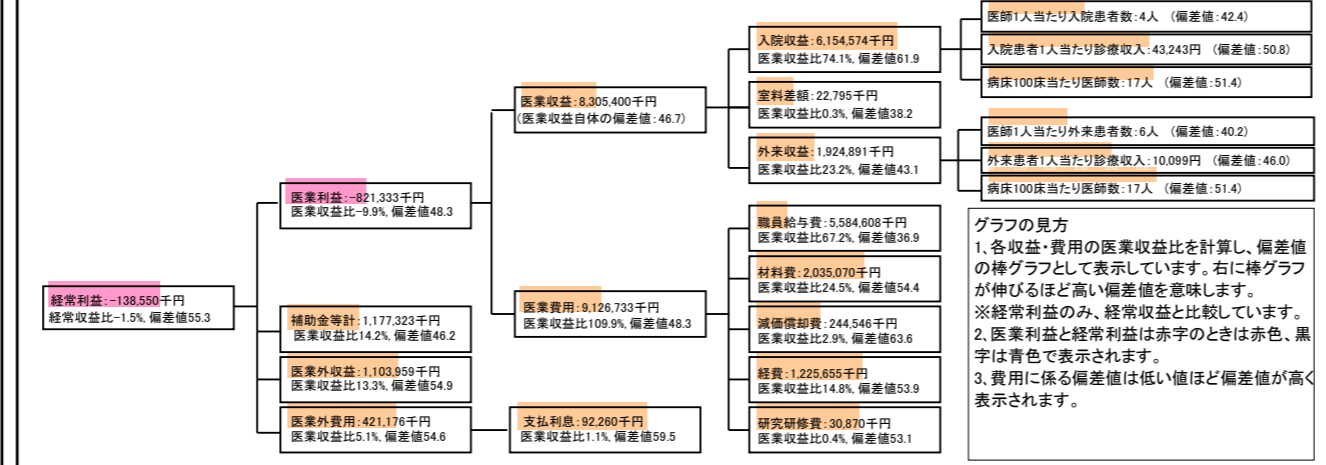 経常利益:-138,550千円
経常収益比-1.5%, 偏差値55.3
医業利益:-821,333千円
医業収益比-9.9%, 偏差値48.3
補助金等計:1,177,323千円
医業収益比14.2%, 偏差値46.2
医業外収益:1,103,959千円
医業収益比13.3%, 偏差値54.9
医業外費用:421,176千円
医業収益比5.1%, 偏差値54.6
支払利息:92,260千円
医業収益比1.1%, 偏差値59.5
医業収益:8,305,400千円
(医業収益自体の偏差値:46.7)
医業費用:9,126,733千円
医業収益比109.9%, 偏差値48.3
入院収益:6,154,574千円
医業収益比74.1%, 偏差値61.9
室料差額:22,795千円
医業収益比0.3%, 偏差値38.2
外来収益:1,924,891千円
医業収益比23.2%, 偏差値43.1
職員給与費:5,584,608千円
医業収益比67.2%, 偏差値36.9
材料費:2,035,070千円
医業収益比24.5%, 偏差値54.4
減価償却費:244,546千円
医業収益比2.9%, 偏差値63.6
経費:1,225,655千円
医業収益比14.8%, 偏差値53.9
研究研修費:30,870千円
医業収益比0.4%, 偏差値53.1
医師1人当たり入院患者数:4人 (偏差値:42.4)
入院患者1人当たり診療収入:43,243円 (偏差値:50.8)
病床100床当たり医師数:17人 (偏差値:51.4)
医師1人当たり外来患者数:6人 (偏差値:40.2)
外来患者1人当たり診療収入:10,099円 (偏差値:46.0)
病床100床当たり医師数:17人 (偏差値:51.4)
グラフの見方
1、各収益・費用の医業収益比を計算し、偏差値
の棒グラフとして表示しています。右に棒グラフ
が伸びるほど高い偏差値を意味します。
※経常利益のみ、経常収益と比較しています。
2、医業利益と経常利益は赤字のときは赤色、黒
字は青色で表示されます。
3、費用に係る偏差値は低い値ほど偏差値が高く
表示されます。